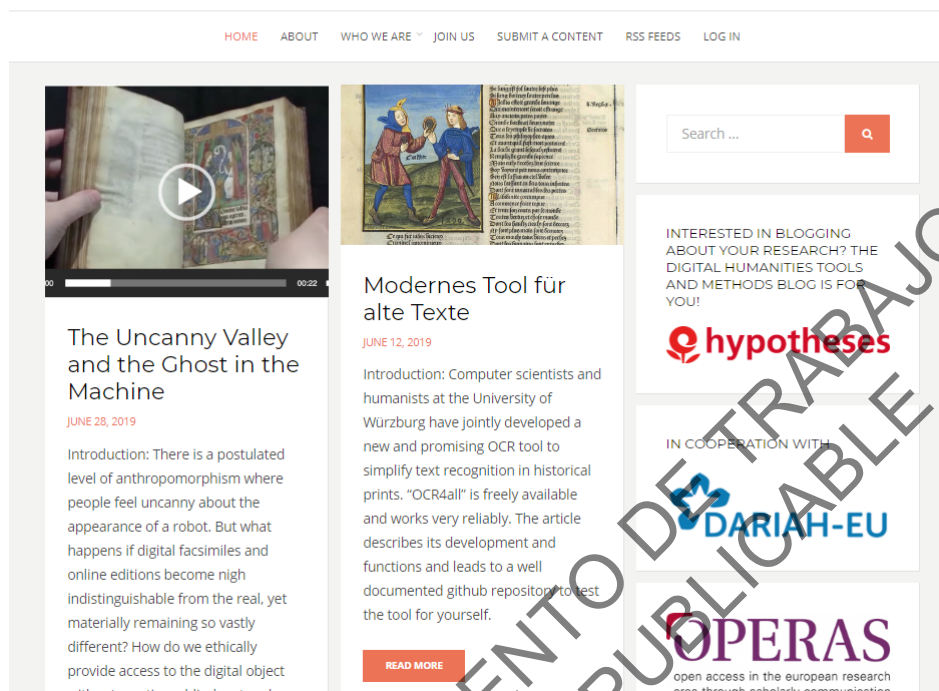 HOME ABOUT WHO WE ARE JOIN US SUBMIT A CONTENT RSS FEEDS LOG IN
00:22
The Uncanny Valley
and the Ghost in the
Machine
JUNE 28, 2019
Introduction: There is a postulated
level of anthropomorphism where
people feel uncanny about the
appearance of a robot. But what
happens if digital facsimiles and
online editions become nigh
indistinguishable from the real, yet
materially remaining so vastly
different? How do we ethically
provide access to the digital object
Modernes Tool für
alte Texte
JUNE 12, 2019
Introduction: Computer scientists and
humanists at the University of
Würzburg have jointly developed a
new and promising OCR tool to
simplify text recognition in historical
prints. “OCR4all” is freely available
and works very reliably. The article
describes its development and
functions and leads to a well
documented github repository to test
the tool for yourself.
READ MORE
Search ...
INTERESTED IN BLOGGING
ABOUT YOUR RESEARCH? THE
DIGITAL HUMANITIES TOOLS
AND METHODS BLOG IS FOR
YOU!
hypotheses
IN COOPERATION WITH
DARIAH-EU
OPERAS
open access in the european research
area through scholarly communication
ENTO DE TRABAJO
PUBLICABLE